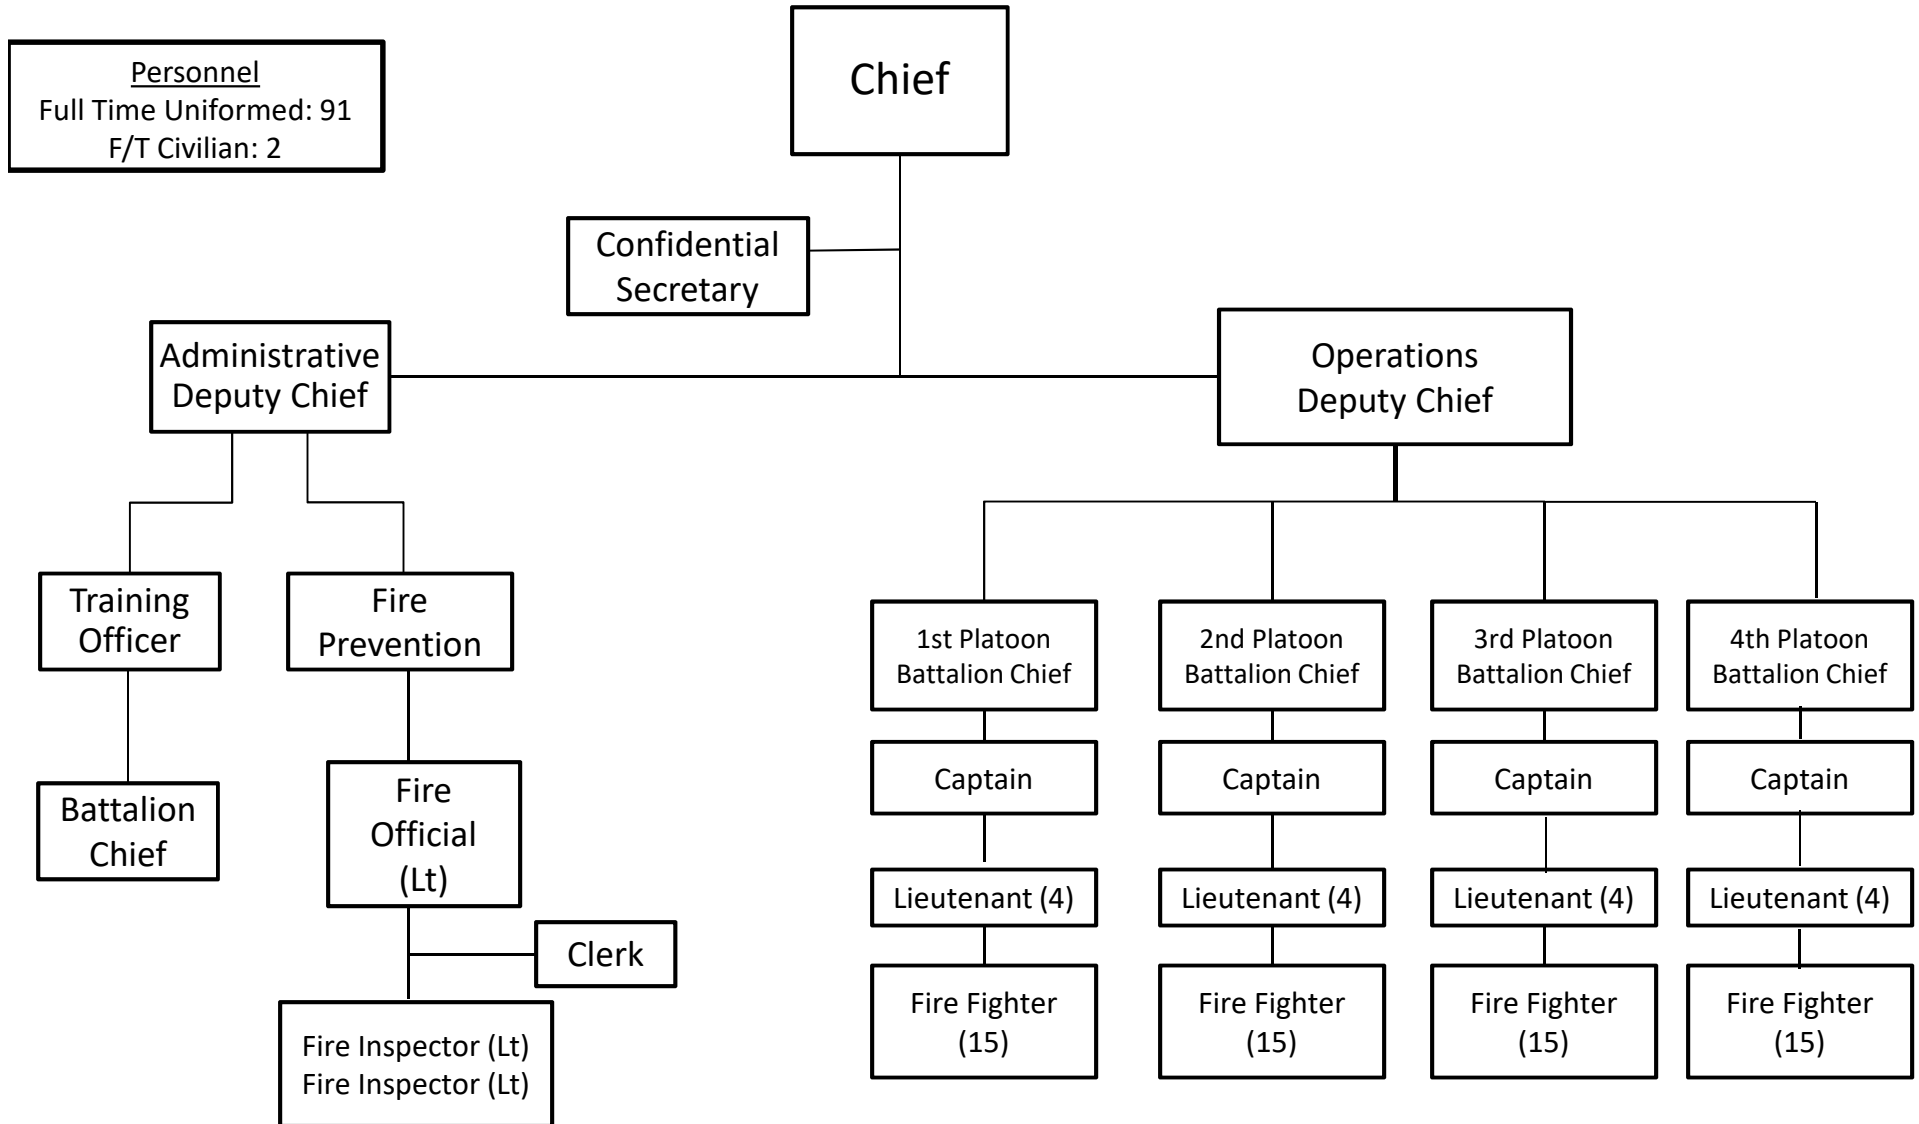 Personnel
Full Time Uniformed: 91
F/T Civilian: 2
Chief
Confidential
Secretary
Administrative
Deputy Chief
Operations
Deputy Chief
Training
Officer
Fire
Prevention
Battalion
Chief
Fire
Official
(Lt)
Clerk
Fire Inspector (Lt)
Fire Inspector (Lt)
1st Platoon
Battalion Chief
Captain
Lieutenant (4)
Fire Fighter
(15)
2nd Platoon
Battalion Chief
Captain
Lieutenant (4)
Fire Fighter
(15)
3rd Platoon
Battalion Chief
Captain
Lieutenant (4)
Fire Fighter
(15)
4th Platoon
Battalion Chief
Captain
Lieutenant (4)
Fire Fighter
(15)